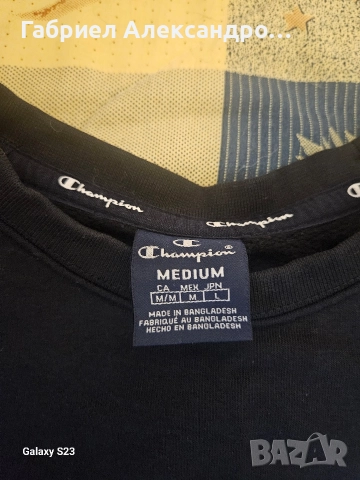 Габриел Александро...
Champion
Champion
Champion
MEDIUM
CA MEX JPN
M/M M L
MADE IN BANGLADESH
FABRIQUÉ AU BANGLADESH
HECHO EN BANGLADESH
Galaxy S23
BAZAR